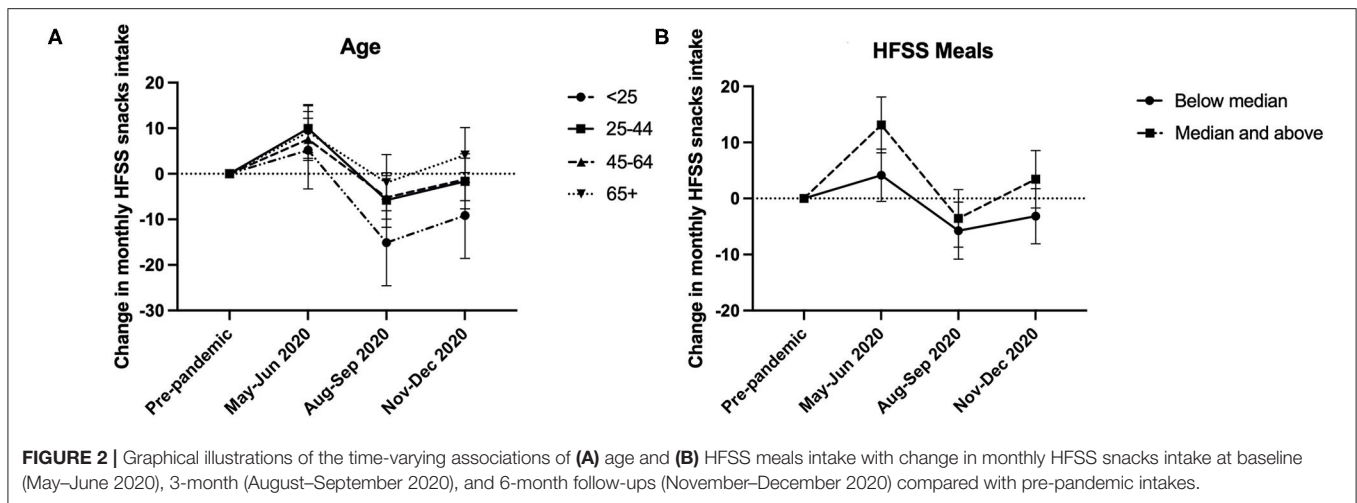 A
Age
Change in monthly HFSS snacks intake
20
10
0
-10
-20
-30
Pre-pandemic
May-Jun 2020
Aug-Sep 2020
Nov-Dec 2020
<25
25-44
45-64
65+
B
HFSS Meals
Change in monthly HFSS snacks intake
20
10
0
-10
-20
Pre-pandemic
May-Jun 2020
Aug-Sep 2020
Nov-Dec 2020
Below median
Median and above
FIGURE 2 | Graphical illustrations of the time-varying associations of (A) age and (B) HFSS meals intake with change in monthly HFSS snacks intake at baseline
(May–June 2020), 3-month (August–September 2020), and 6-month follow-ups (November–December 2020) compared with pre-pandemic intakes.